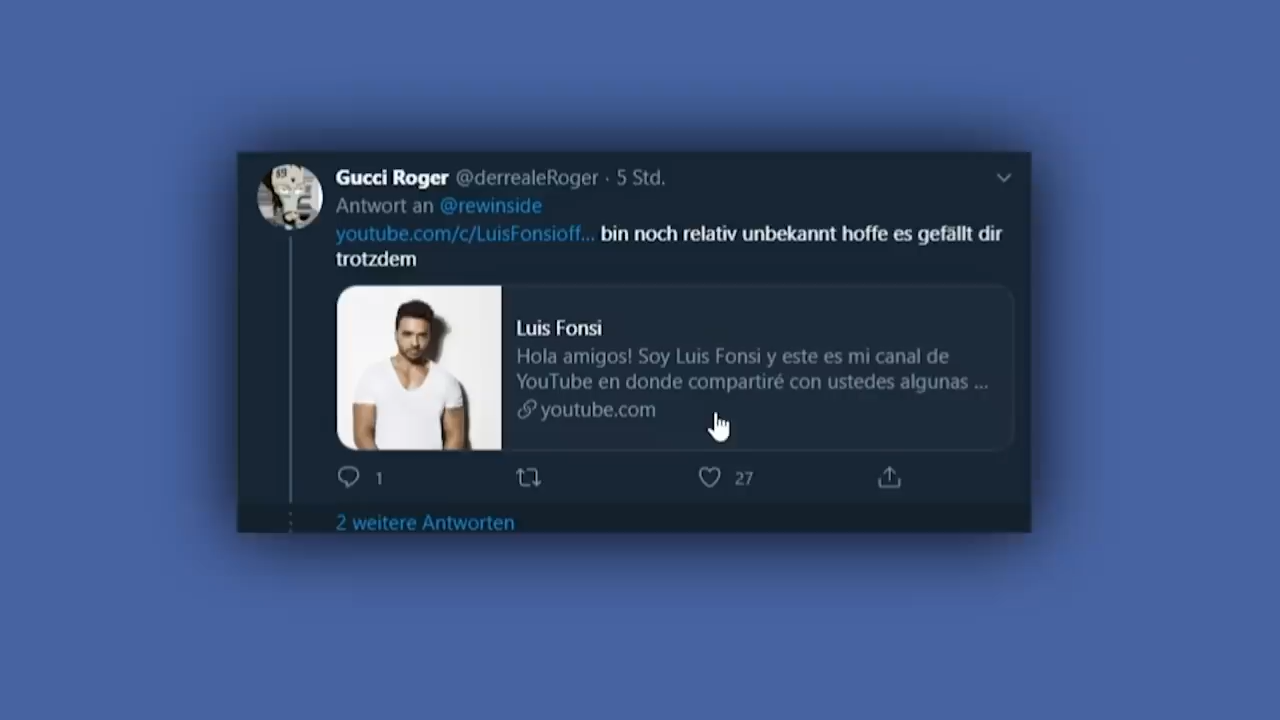 Gucci Roger @derrealeRoger · 5 Std.
Antwort an @rewinside
youtube.com/c/LuisFonsioff... bin noch relativ unbekannt hoffe es gefällt dir
trotzdem
Luis Fonsi
Hola amigos! Soy Luis Fonsi y este es mi canal de
YouTube en donde compartiré con ustedes algunas ...
youtube.com
1
27
2 weitere Antworten